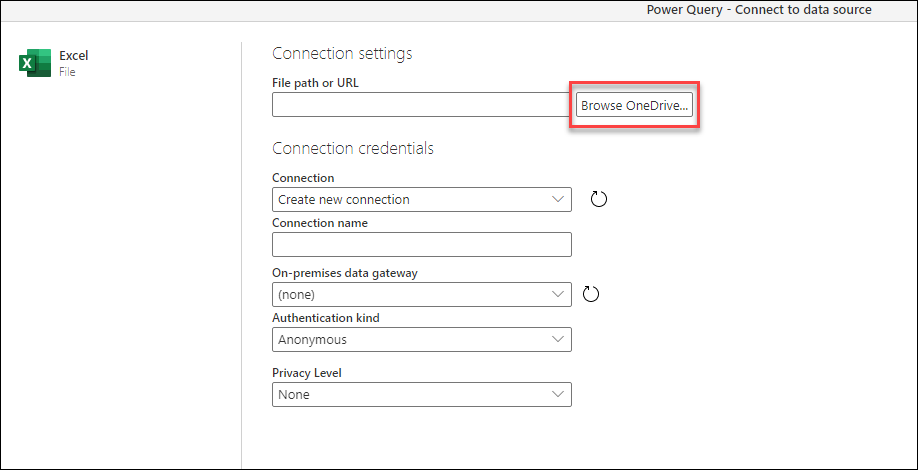 Power Query - Connect to data source
Excel
File
Connection settings
File path or URL
Browse OneDrive...
Connection credentials
Connection
Create new connection
Connection name
On-premises data gateway
(none)
Authentication kind
Anonymous
Privacy Level
None